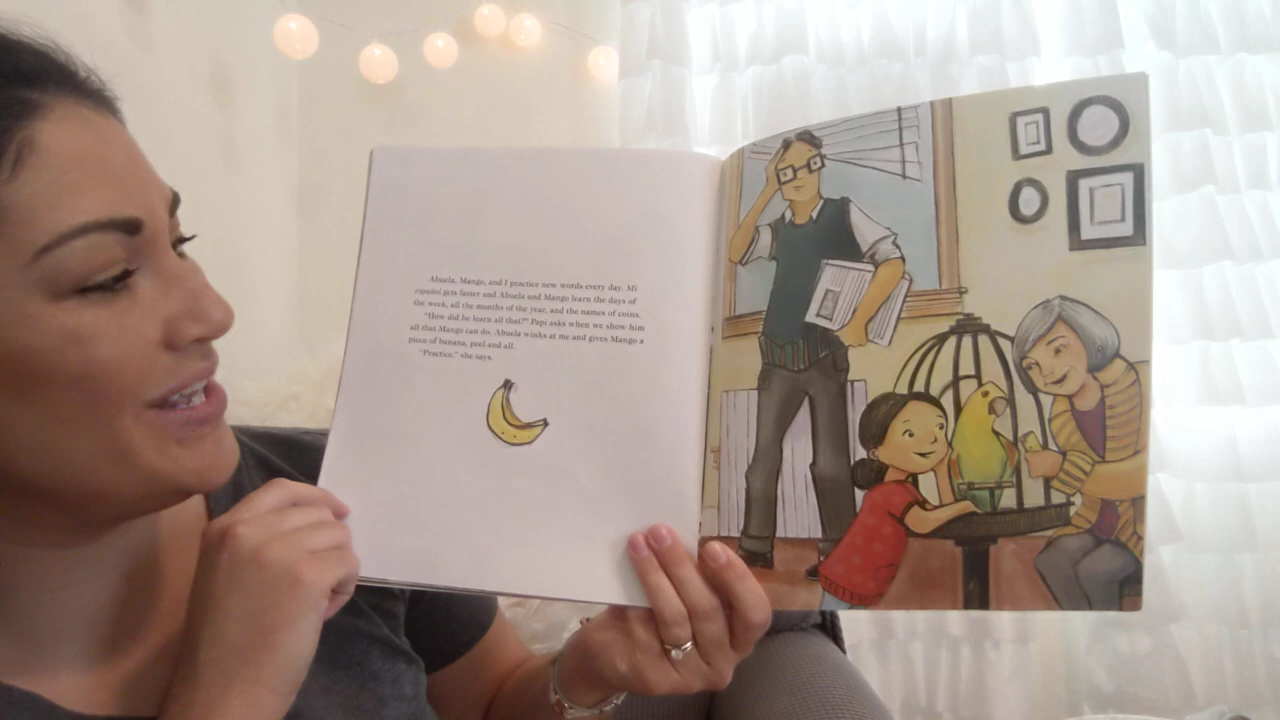 Abuela, Mango, and I practice new words every day. Mi
español gets faster and Abuela and Mango learn the days of
the week, all the months of the year, and the names of coins.
"How did he learn all that?" Papi asks when we show him
all that Mango can do. Abuela winks at me and gives Mango a
piece of banana, peel and all.
"Practice," she says.